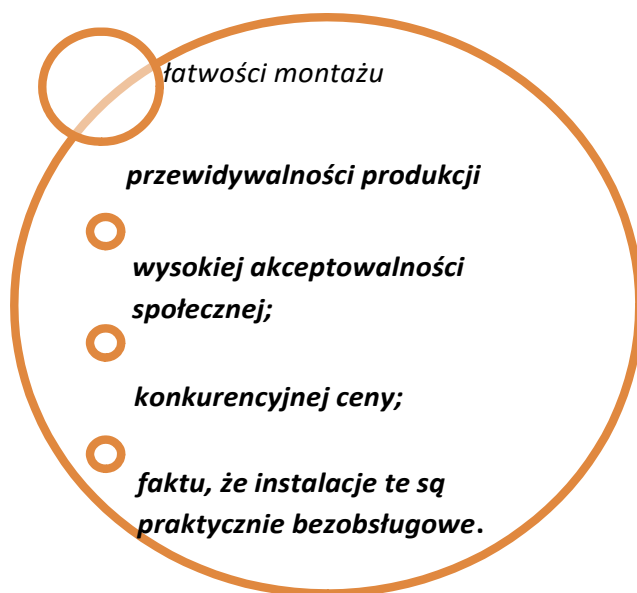 łatwości montażu
przewidywalności produkcji
wysokiej akceptowalności
społecznej;
konkurencyjnej ceny;
faktu, że instalacje te są
praktycznie bezobsługowe.